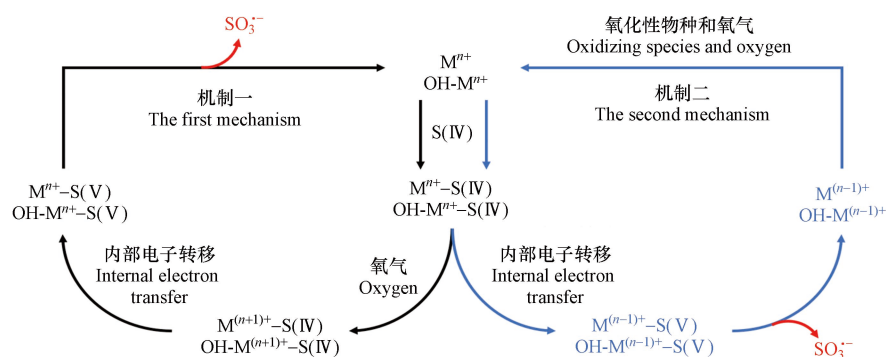 SO₃·⁻
氧化性物种和氧气
Oxidizing species and oxygen
Mⁿ⁺
OH-Mⁿ⁺
机制一
The first mechanism
机制二
The second mechanism
S(Ⅳ)
Mⁿ⁺–S(Ⅴ)
OH-Mⁿ⁺–S(Ⅴ)
Mⁿ⁺–S(Ⅳ)
OH-Mⁿ⁺–S(Ⅳ)
M⁽ⁿ⁻¹⁾⁺
OH-M⁽ⁿ⁻¹⁾⁺
内部电子转移
Internal electron
transfer
氧气
Oxygen
内部电子转移
Internal electron
transfer
M⁽ⁿ⁺¹⁾⁺–S(Ⅳ)
OH-M⁽ⁿ⁺¹⁾⁺–S(Ⅳ)
M⁽ⁿ⁻¹⁾⁺–S(Ⅴ)
OH-M⁽ⁿ⁻¹⁾⁺–S(Ⅴ)
SO₃·⁻